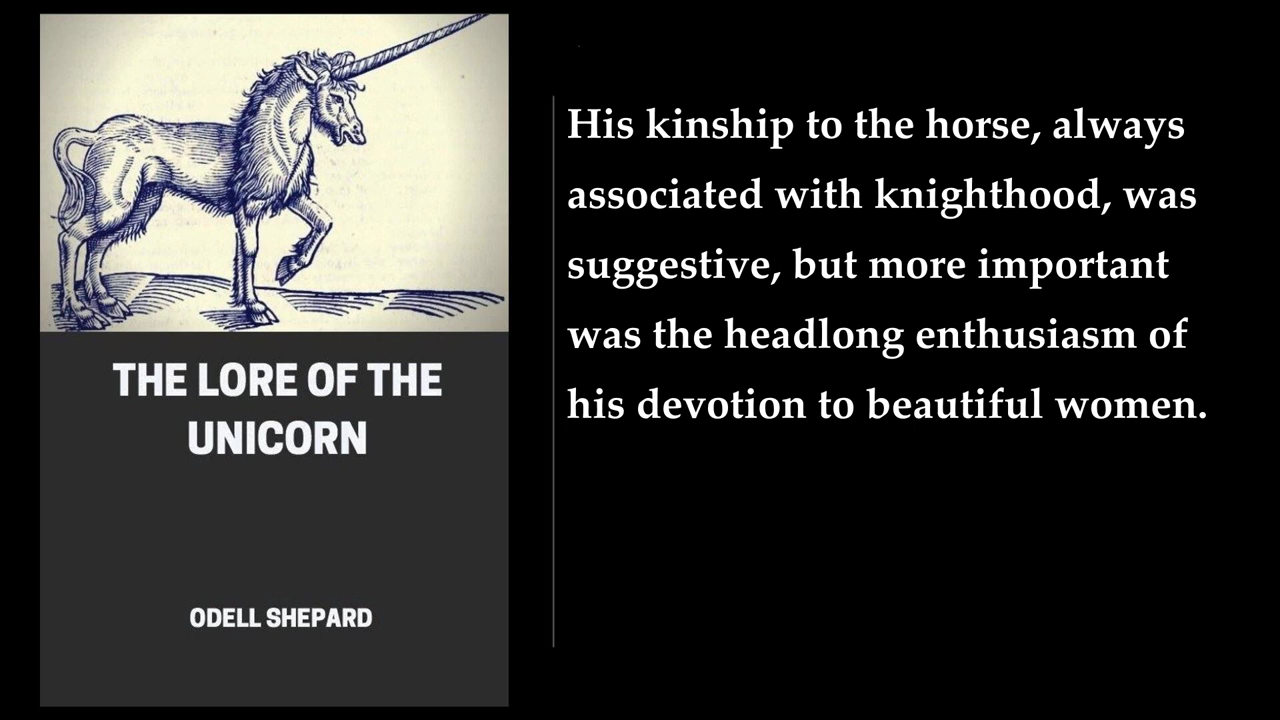 THE LORE OF THE
UNICORN
ODELL SHEPARD
His kinship to the horse, always
associated with knighthood, was
suggestive, but more important
was the headlong enthusiasm of
his devotion to beautiful women.